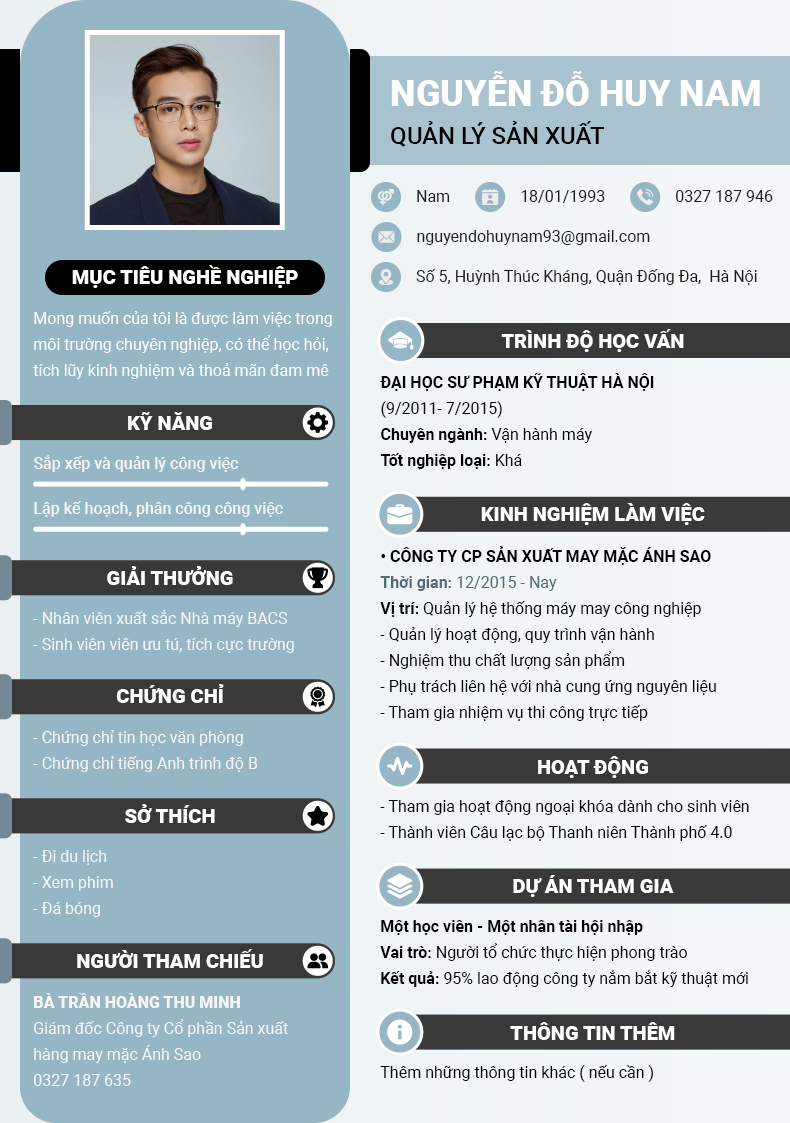 NGUYỄN ĐỖ HUY NAM
QUẢN LÝ SẢN XUẤT
Nam
18/01/1993
0327 187 946
nguyendohuynam93@gmail.com
Số 5, Huỳnh Thúc Kháng, Quận Đống Đa, Hà Nội
MỤC TIÊU NGHỀ NGHIỆP
Mong muốn của tôi là được làm việc trong
môi trường chuyên nghiệp, có thể học hỏi,
tích lũy kinh nghiệm và thoả mãn đam mê
KỸ NĂNG
Sắp xếp và quản lý công việc
Lập kế hoạch, phân công công việc
GIẢI THƯỞNG
- Nhân viên xuất sắc Nhà máy BACS
- Sinh viên viên ưu tú, tích cực trường
CHỨNG CHỈ
- Chứng chỉ tin học văn phòng
- Chứng chỉ tiếng Anh trình độ B
SỞ THÍCH
- Đi du lịch
- Xem phim
- Đá bóng
NGƯỜI THAM CHIẾU
BÀ TRẦN HOÀNG THU MINH
Giám đốc Công ty Cổ phần Sản xuất
hàng may mặc Ánh Sao
0327 187 635
TRÌNH ĐỘ HỌC VẤN
ĐẠI HỌC SƯ PHẠM KỸ THUẬT HÀ NỘI
(9/2011- 7/2015)
Chuyên ngành: Vận hành máy
Tốt nghiệp loại: Khá
KINH NGHIỆM LÀM VIỆC
• CÔNG TY CP SẢN XUẤT MAY MẶC ÁNH SAO
Thời gian: 12/2015 - Nay
Vị trí: Quản lý hệ thống máy may công nghiệp
- Quản lý hoạt động, quy trình vận hành
- Nghiệm thu chất lượng sản phẩm
- Phụ trách liên hệ với nhà cung ứng nguyên liệu
- Tham gia nhiệm vụ thi công trực tiếp
HOẠT ĐỘNG
- Tham gia hoạt động ngoại khóa dành cho sinh viên
- Thành viên Câu lạc bộ Thanh niên Thành phố 4.0
DỰ ÁN THAM GIA
Một học viên - Một nhân tài hội nhập
Vai trò: Người tổ chức thực hiện phong trào
Kết quả: 95% lao động công ty nắm bắt kỹ thuật mới
THÔNG TIN THÊM
Thêm những thông tin khác ( nếu cần )